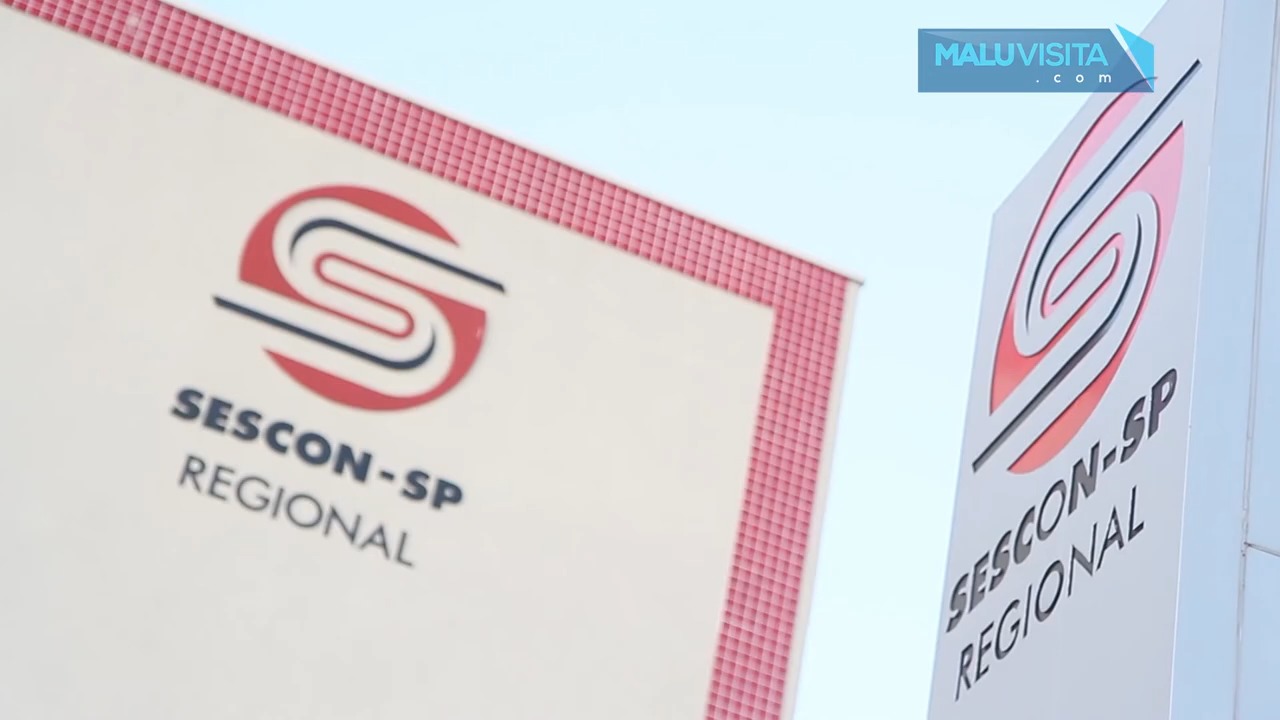 MALUVISITA
.com
SESCON-SP
REGIONAL
SESCON-SP
REGIONAL